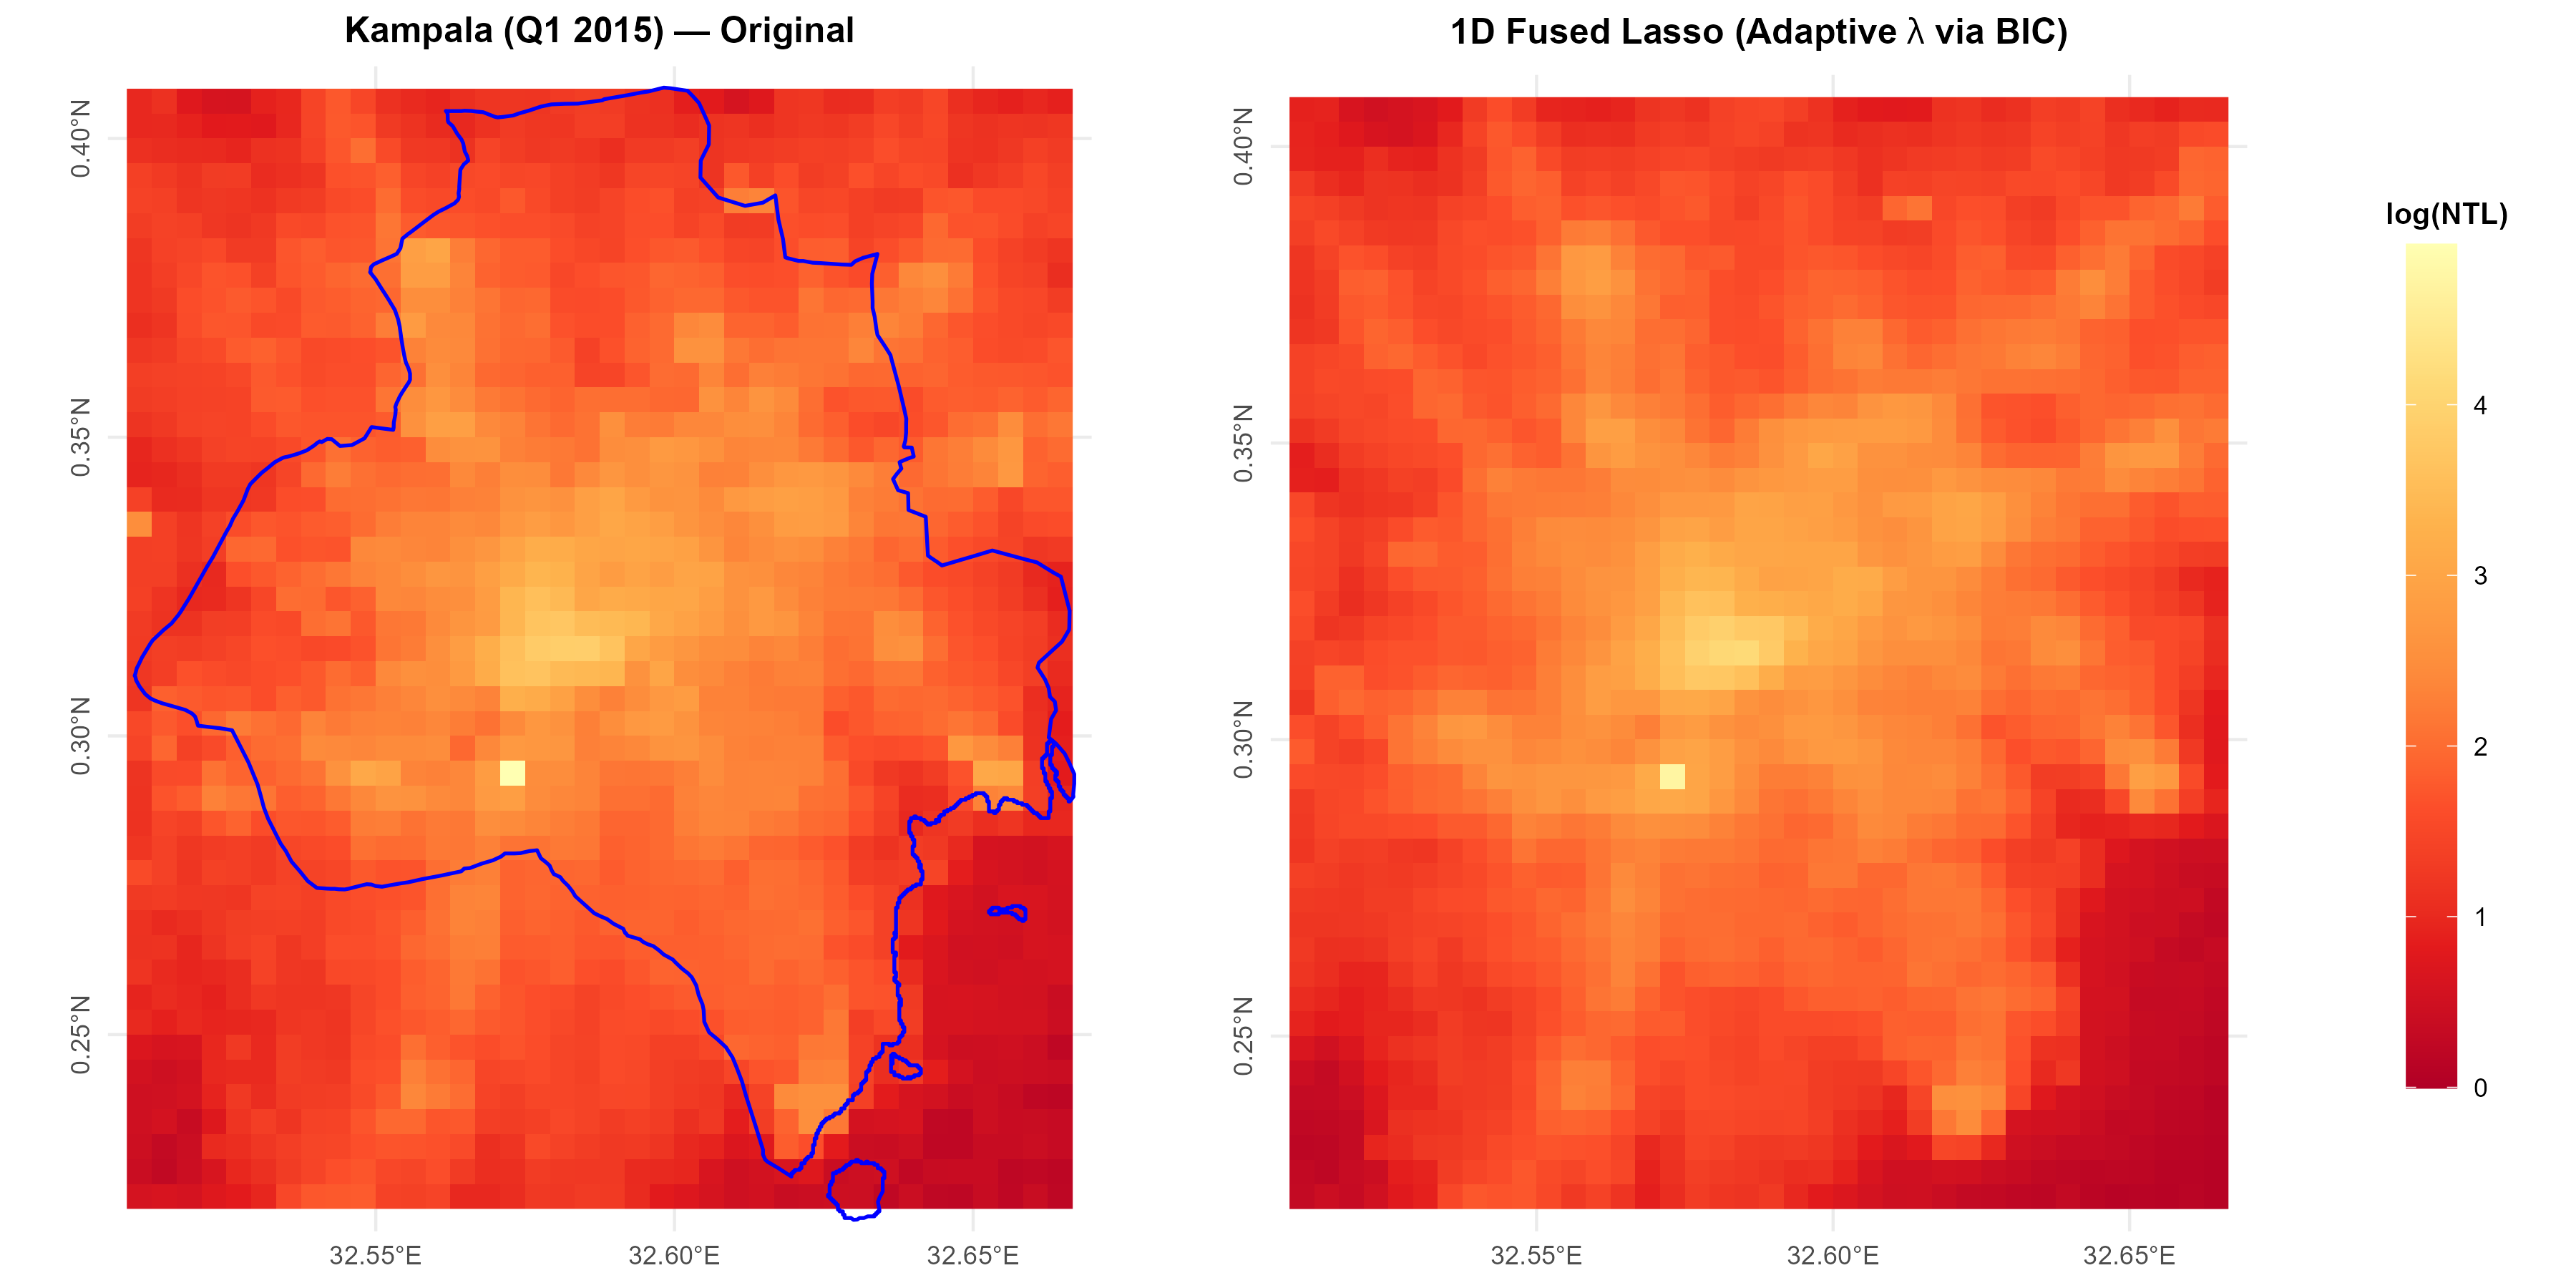 Kampala (Q1 2015) — Original
0.40°N
0.35°N
0.30°N
0.25°N
32.55°E
32.60°E
32.65°E
1D Fused Lasso (Adaptive λ via BIC)
0.40°N
0.35°N
0.30°N
0.25°N
32.55°E
32.60°E
32.65°E
log(NTL)
4
3
2
1
0